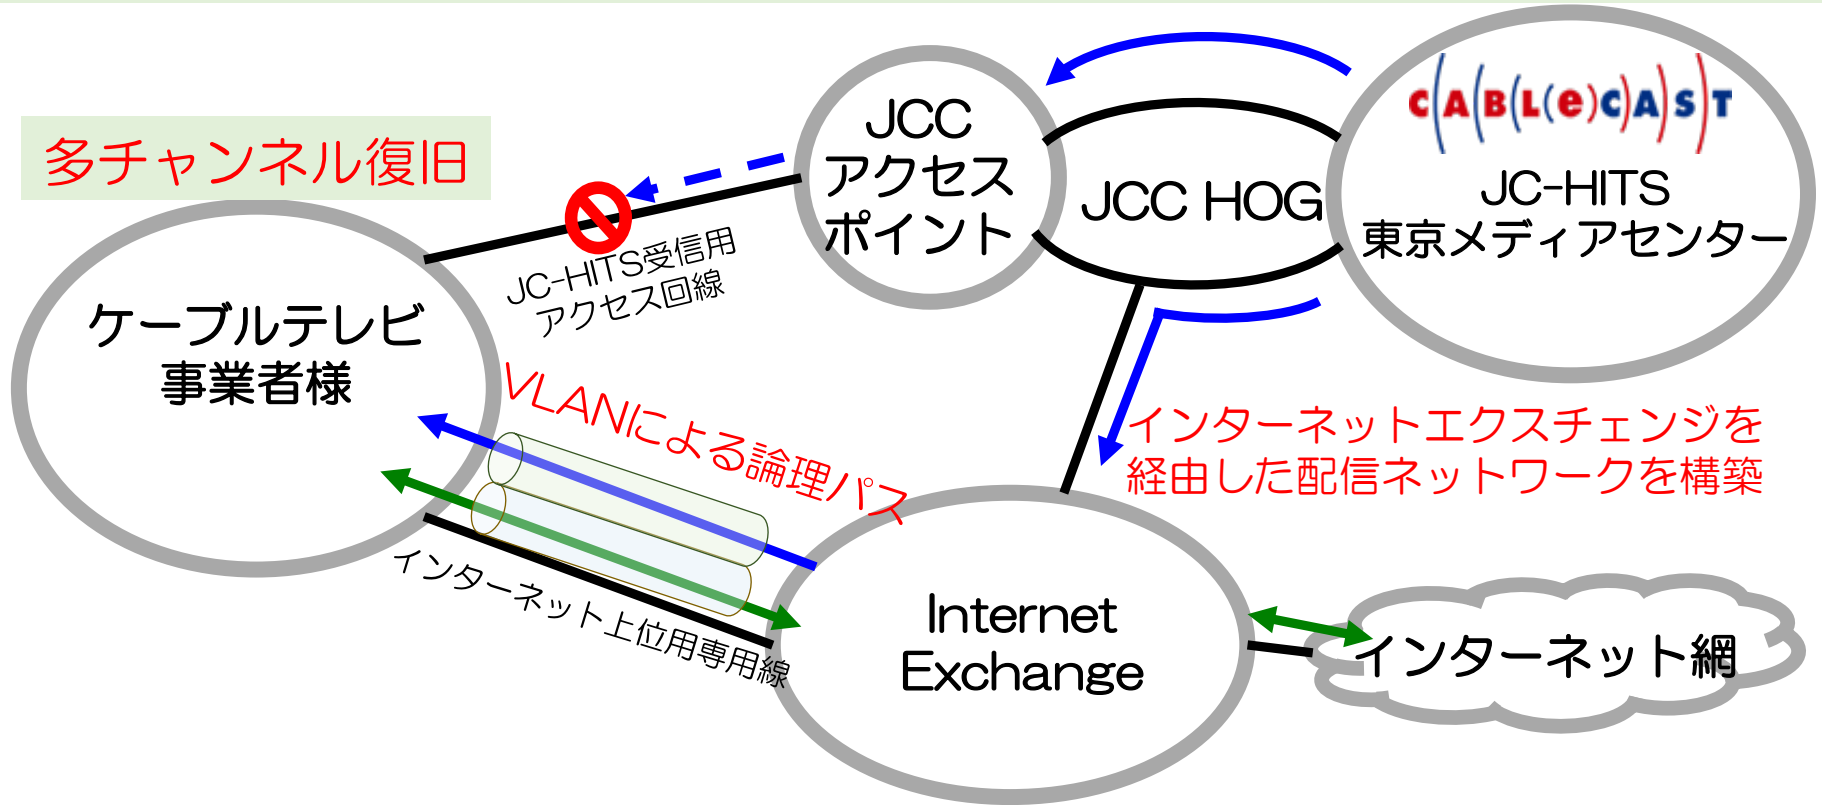 多チャンネル復旧
JCC
アクセス
ポイント
JCC HOG
CABLeCAST
JC-HITS
東京メディアセンター
JC-HITS受信用
アクセス回線
ケーブルテレビ
事業者様
VLANによる論理パス
インターネットエクスチェンジを
経由した配信ネットワークを構築
インターネット上位用専用線
Internet
Exchange
インターネット網